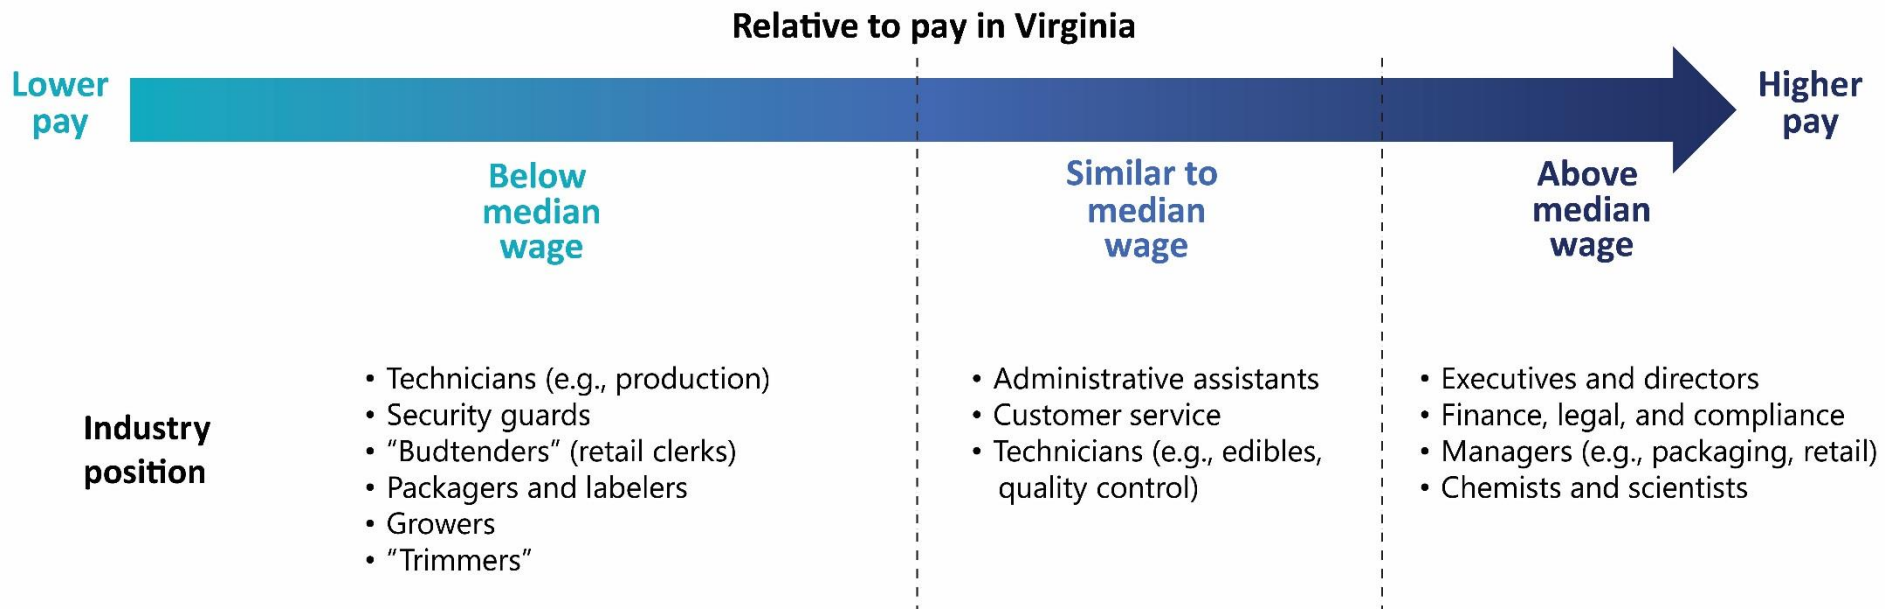 Relative to pay in Virginia
Lower
pay
Higher
pay
Below
median
wage
Similar to
median
wage
Above
median
wage
Industry
position
• Technicians (e.g., production)
• Security guards
• “Budtenders” (retail clerks)
• Packagers and labelers
• Growers
• “Trimmers”
• Administrative assistants
• Customer service
• Technicians (e.g., edibles,
quality control)
• Executives and directors
• Finance, legal, and compliance
• Managers (e.g., packaging, retail)
• Chemists and scientists